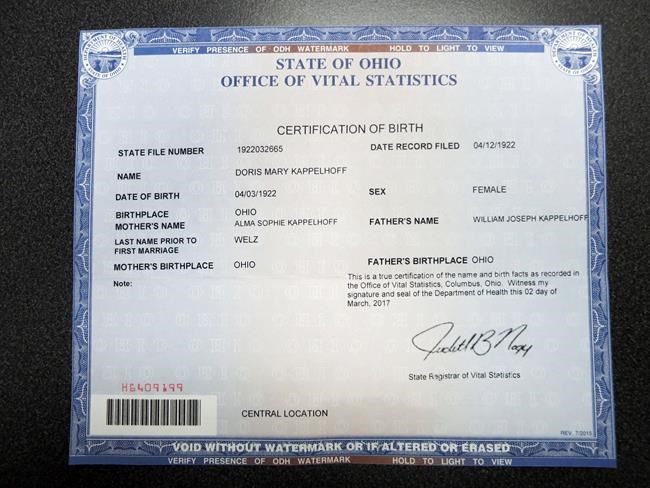 VERIFY PRESENCE OF ODH WATERMARK HOLD TO LIGHT TO VIEW
STATE OF OHIO
OFFICE OF VITAL STATISTICS
CERTIFICATION OF BIRTH
STATE FILE NUMBER 1922032665 DATE RECORD FILED 04/12/1922
NAME DORIS MARY KAPPELHOFF
DATE OF BIRTH 04/03/1922 SEX FEMALE
BIRTHPLACE OHIO
MOTHER'S NAME ALMA SOPHIE KAPPELHOFF FATHER'S NAME WILLIAM JOSEPH KAPPELHOFF
LAST NAME PRIOR TO WELZ
FIRST MARRIAGE
MOTHER'S BIRTHPLACE OHIO FATHER'S BIRTHPLACE OHIO
Note:
This is a true certification of the name and birth facts as recorded in
the Office of Vital Statistics, Columbus, Ohio. Witness my
signature and seal of the Department of Health this 02 day of
March, 2017
State Registrar of Vital Statistics
H6409199
CENTRAL LOCATION
REV. 7/2015
VOID WITHOUT WATERMARK OR IF ALTERED OR ERASED
VERIFY PRESENCE OF ODH WATERMARK HOLD TO LIGHT TO VIEW